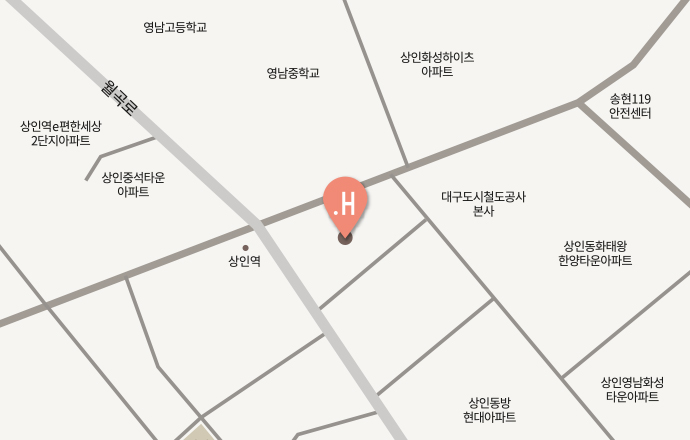 영남고등학교
영남중학교
상인화성하이츠
아파트
월곡로
송현119
안전센터
상인역e편한세상
2단지아파트
상인중석타운
아파트
.H
대구도시철도공사
본사
상인동화태왕
한양타운아파트
상인역
상인영남화성
타운아파트
상인동방
현대아파트